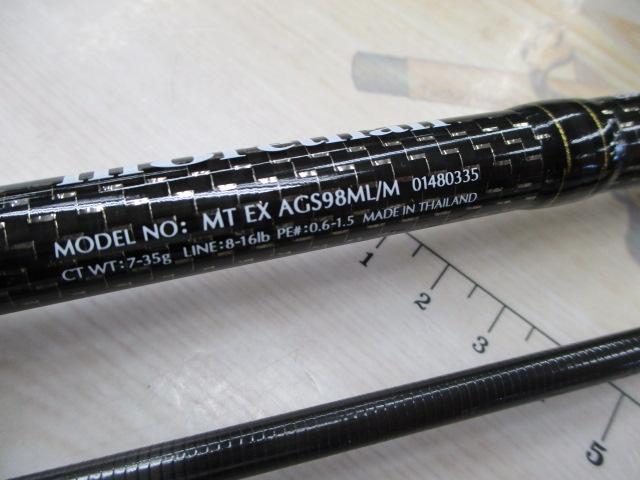 morethan
MODEL NO: MT EX AGS98ML/M 01480335
CT WT:7-35g LINE:8-16lb PE#:0.6-1.5 MADE IN THAILAND
1
2
3
5